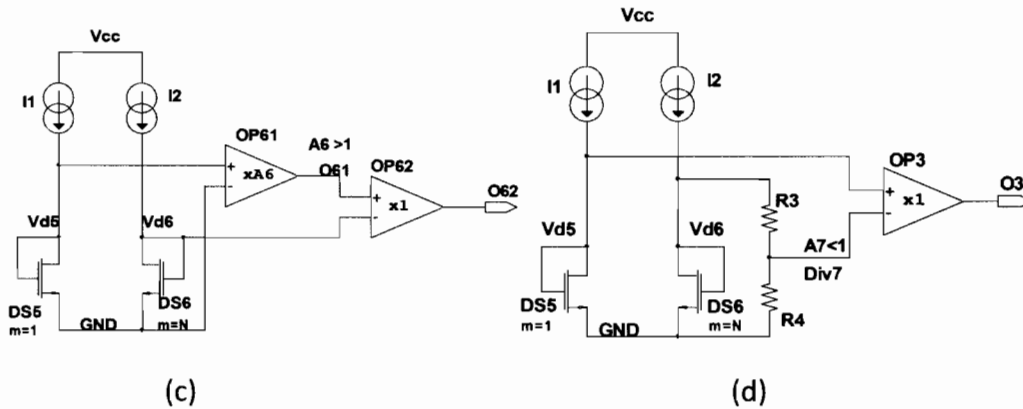 Vcc
I1
I2
OP61
A6 >1
xA6
O61
OP62
x1
O62
Vd5
Vd6
DS5
m=1
GND
DS6
m=N
(c)
Vcc
I1
I2
OP3
x1
O3
R3
Vd5
Vd6
A7<1
Div7
DS5
m=1
GND
DS6
m=N
R4
(d)